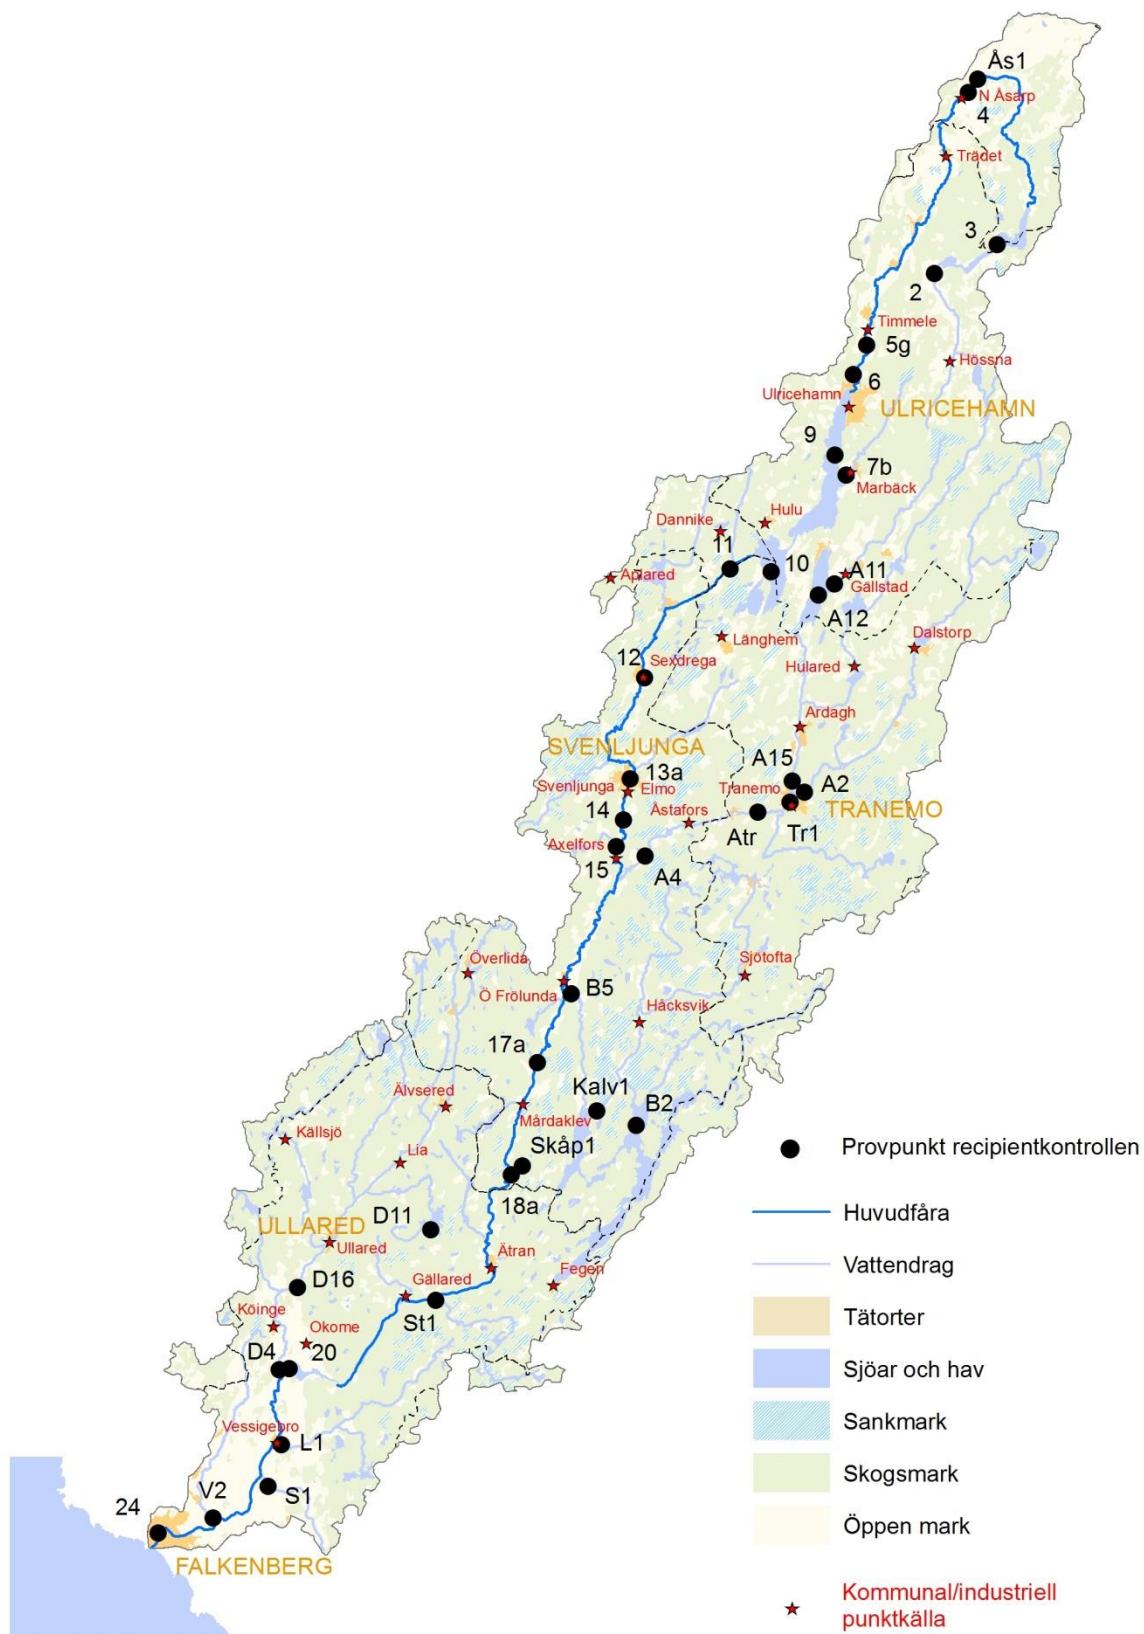 Ås1
N Åsarp
4
Trädet
3
2
Timmele
5g
Hössna
6
Ulricehamn
ULRICEHAMN
9
7b
Marbäck
Hulu
Dannike
11
10
A11
Aplared
Gällstad
A12
Länghem
Dalstorp
12
Sexdrega
Hulared
Ardagh
SVENLJUNGA
13a
A15
Svenljunga
Elmo
Tranemo
A2
14
Åstafors
TRANEMO
Atr
Tr1
Axelfors
15
A4
Överlida
Sjötofta
Ö Frölunda
B5
Håcksvik
17a
Älvsered
Kalv1
B2
Mårdaklev
Källsjö
Provpunkt recipientkontrollen
Lia
Skåp1
18a
Huvudfåra
D11
ULLARED
Ullared
Vattendrag
Ätran
Gällared
Fegen
D16
St1
Tätorter
Köinge
Okome
D4
20
Sjöar och hav
Sankmark
Vessigebro
L1
Skogsmark
S1
V2
24
Öppen mark
FALKENBERG
Kommunal/industriell
punktkälla